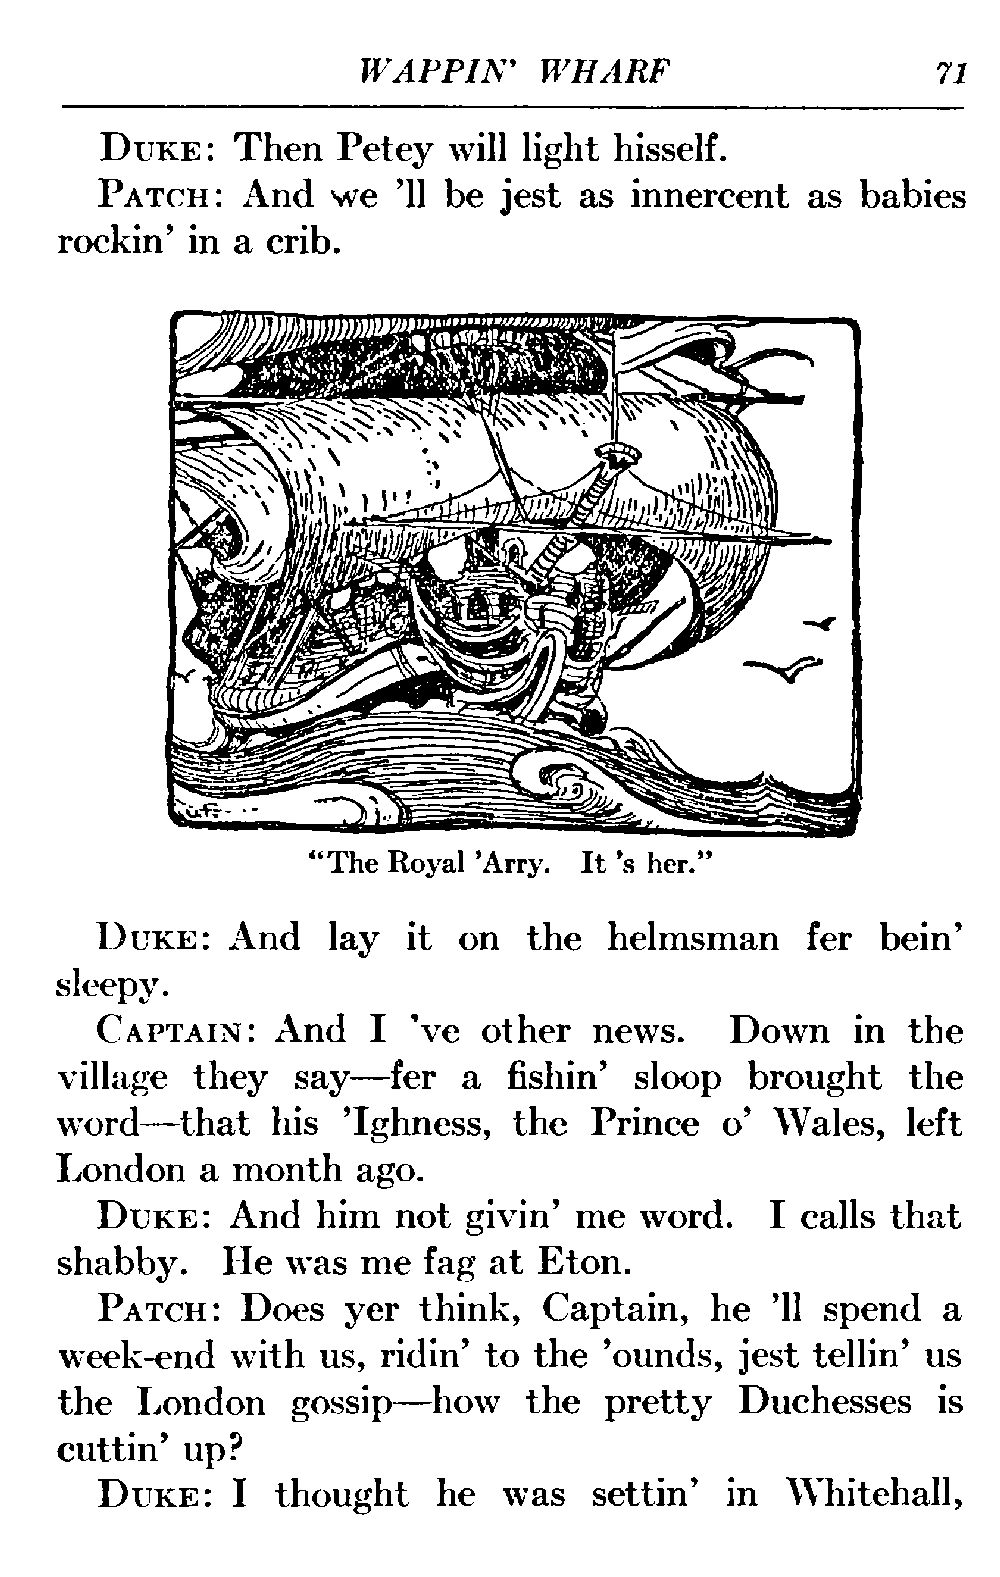 WAPPIN' WHARF 71
DUKE: Then Petey will light hisself.
PATCH: And we 'll be jest as innercent as babies
rockin' in a crib.
"The Royal 'Arry. It 's her."
DUKE: And lay it on the helmsman fer bein'
sleepy.
CAPTAIN: And I 've other news. Down in the
village they say—fer a fishin' sloop brought the
word—that his 'Ighness, the Prince o' Wales, left
London a month ago.
DUKE: And him not givin' me word. I calls that
shabby. He was me fag at Eton.
PATCH: Does yer think, Captain, he 'll spend a
week-end with us, ridin' to the 'ounds, jest tellin' us
the London gossip—how the pretty Duchesses is
cuttin' up?
DUKE: I thought he was settin' in Whitehall,